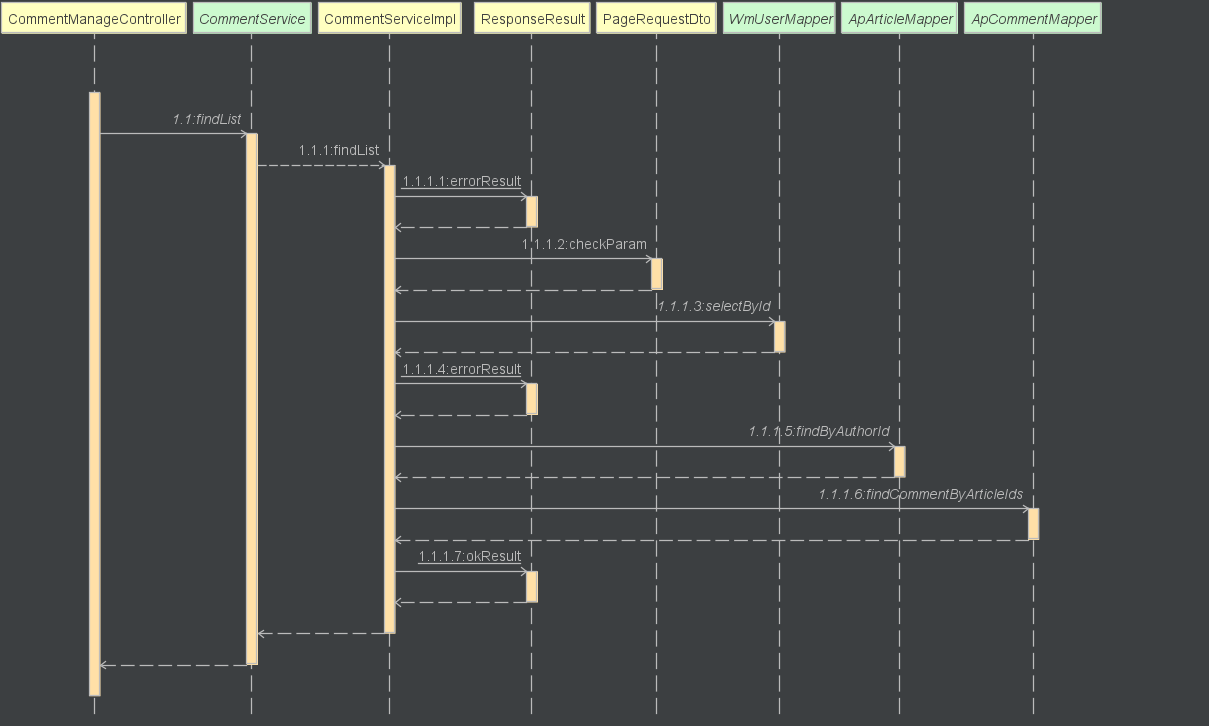 CommentManageController
CommentService
CommentServiceImpl
ResponseResult
PageRequestDto
WmUserMapper
ApArticleMapper
ApCommentMapper
1.1:findList
1.1.1:findList
1.1.1.1:errorResult
1.1.1.2:checkParam
1.1.1.3:selectById
1.1.1.4:errorResult
1.1.1.5:findByAuthorId
1.1.1.6:findCommentByArticleIds
1.1.1.7:okResult